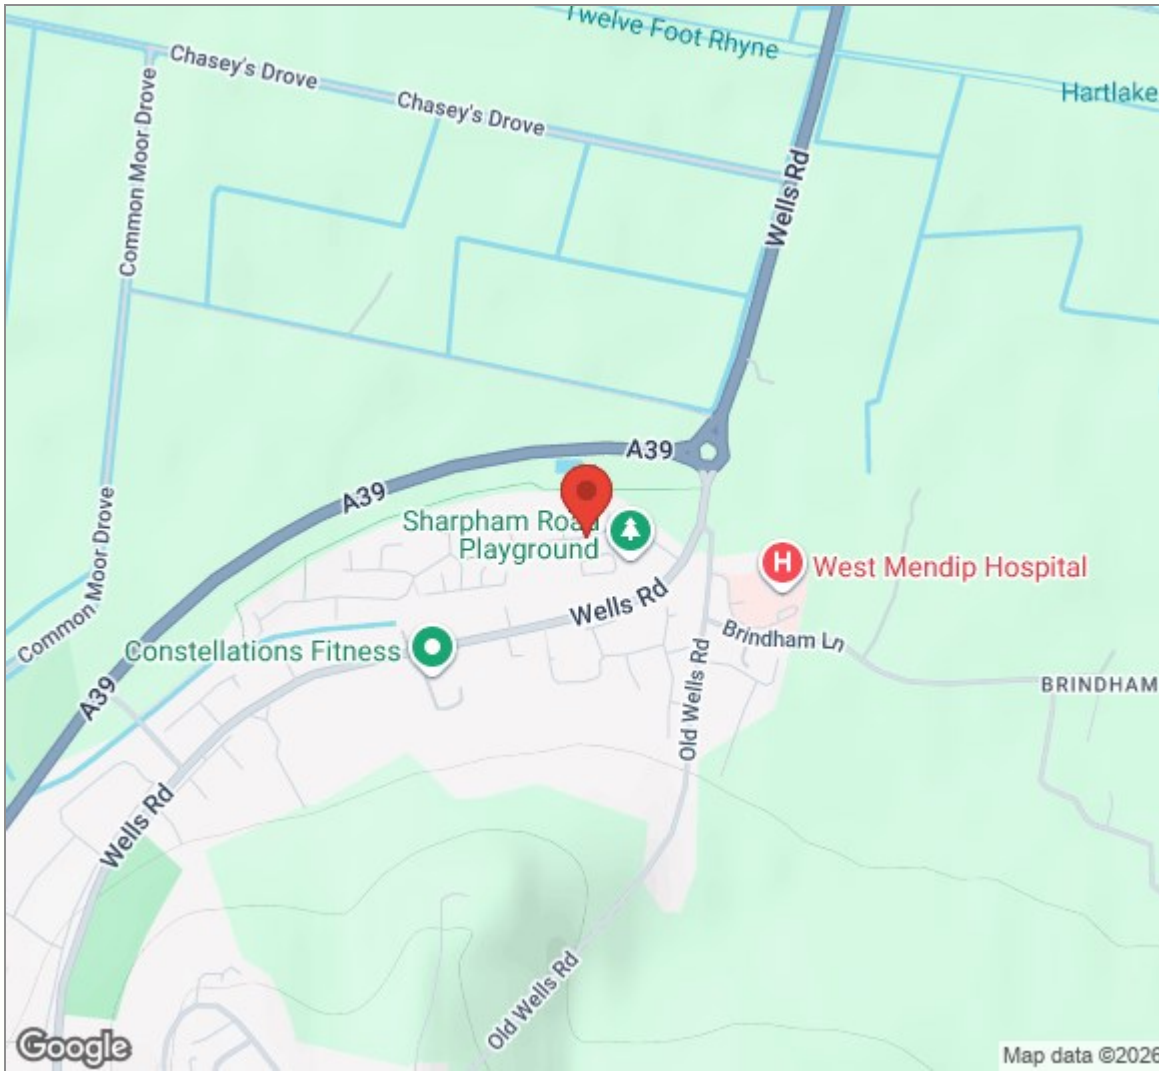 Twelve Foot Rhyne
Chasey's Drove
Hartlake
Chasey's Drove
Common Moor Drove
Wells Rd
A39
A39
Sharpham Road
Playground
H
West Mendip Hospital
Common Moor Drove
Wells Rd
Brindham Ln
Constellations Fitness
BRINDHAM
A39
Old Wells Rd
Wells Rd
Old Wells Rd
Google
Map data ©2026